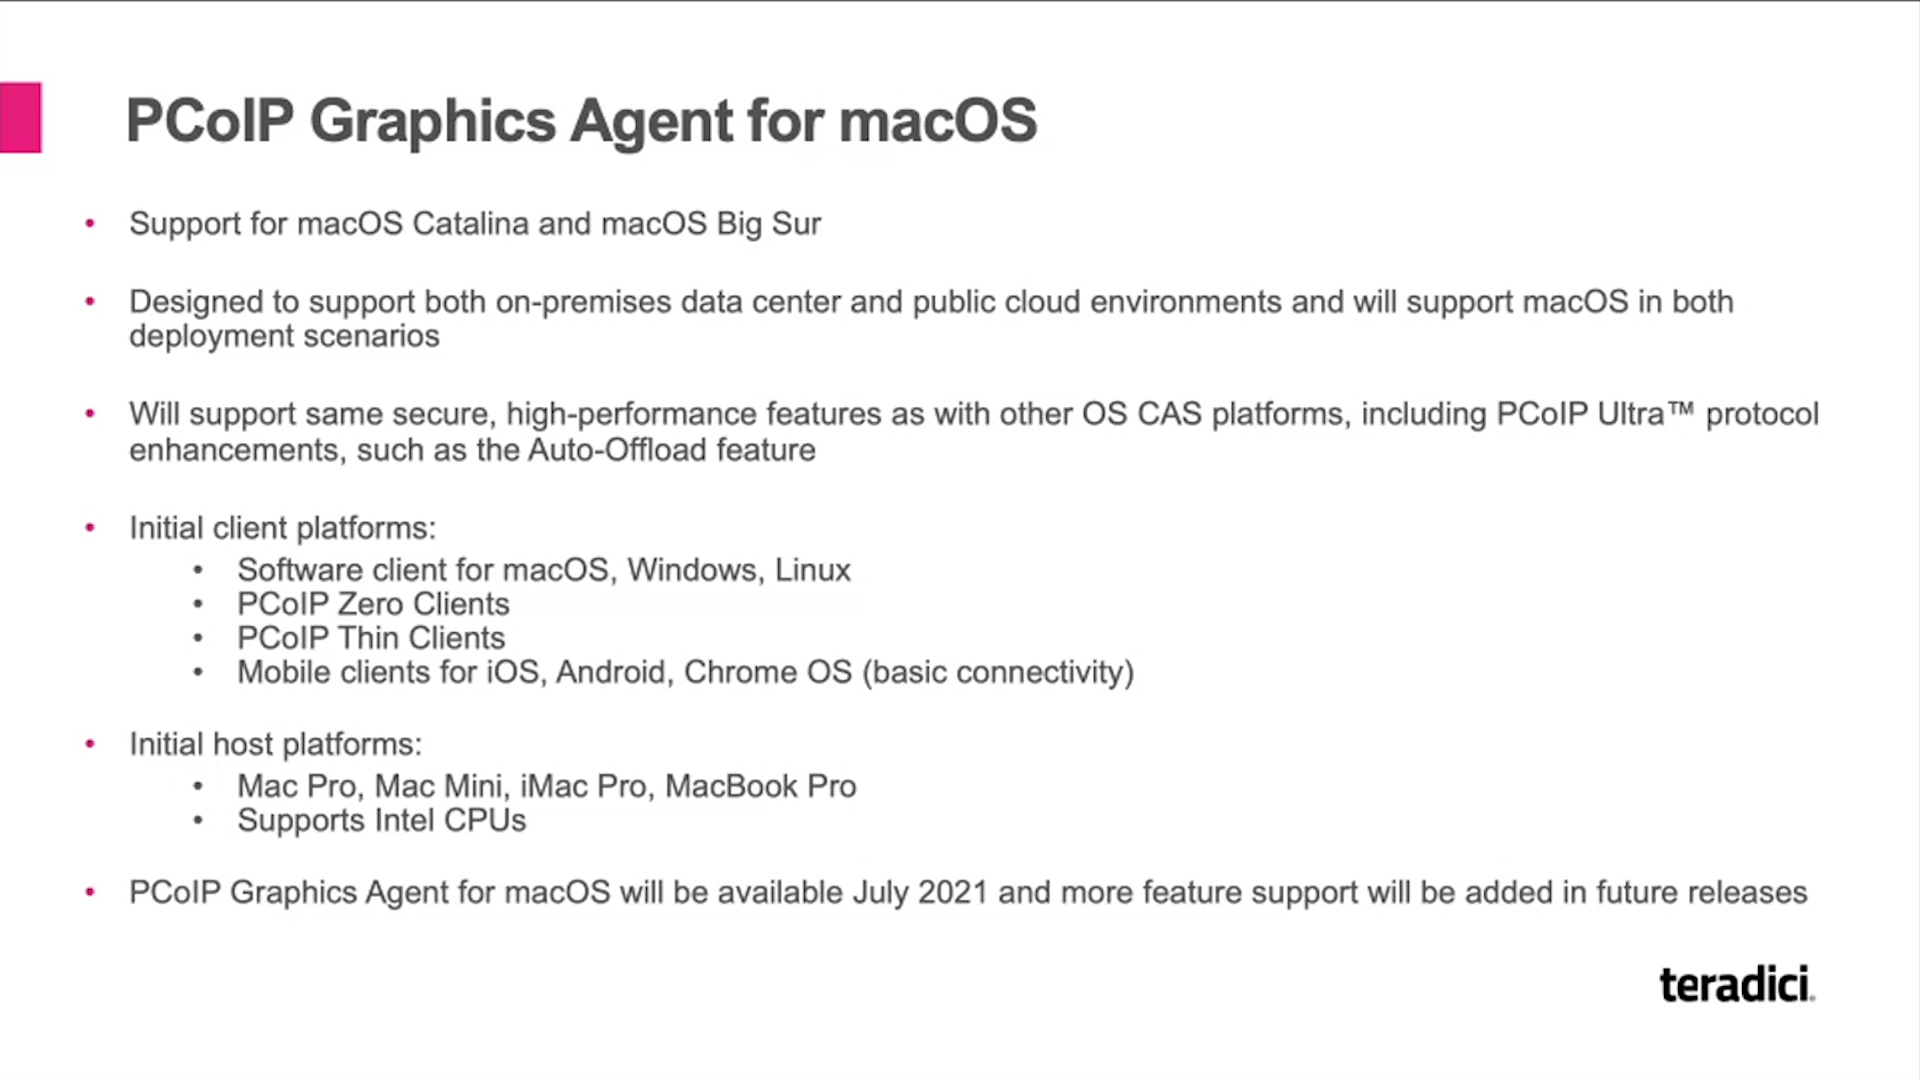 PCoIP Graphics Agent for macOS
• Support for macOS Catalina and macOS Big Sur
• Designed to support both on-premises data center and public cloud environments and will support macOS in both
deployment scenarios
• Will support same secure, high-performance features as with other OS CAS platforms, including PCoIP Ultra™ protocol
enhancements, such as the Auto-Offload feature
• Initial client platforms:
• Software client for macOS, Windows, Linux
• PCoIP Zero Clients
• PCoIP Thin Clients
• Mobile clients for iOS, Android, Chrome OS (basic connectivity)
• Initial host platforms:
• Mac Pro, Mac Mini, iMac Pro, MacBook Pro
• Supports Intel CPUs
• PCoIP Graphics Agent for macOS will be available July 2021 and more feature support will be added in future releases
teradici